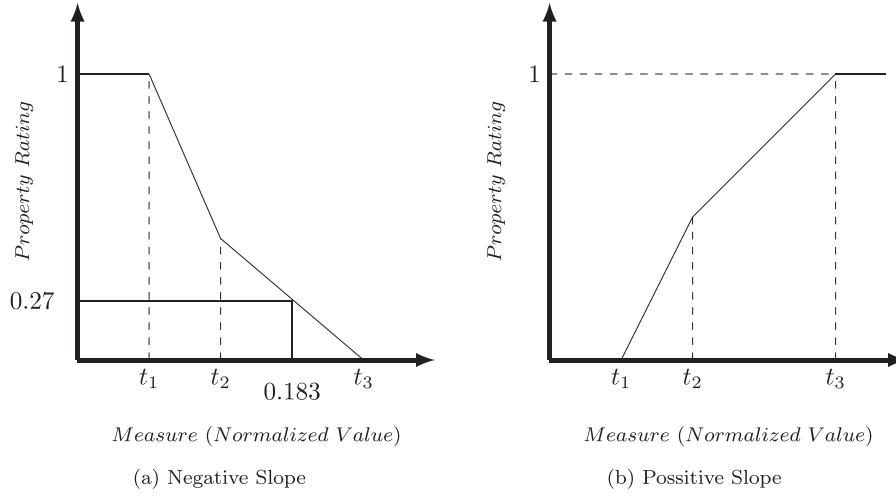 1
Property Rating
0.27
t1
t2
t3
0.183
Measure (Normalized Value)
(a) Negative Slope
1
Property Rating
t1
t2
t3
Measure (Normalized Value)
(b) Possitive Slope